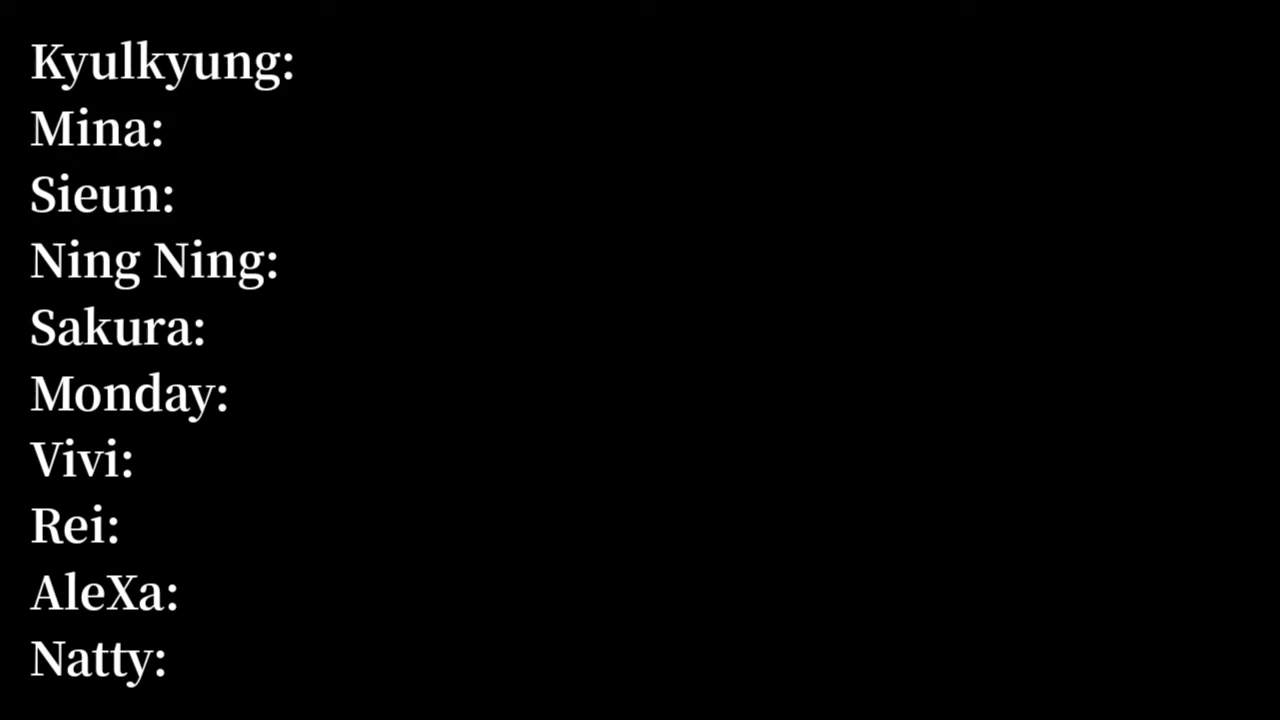 Kyulkyung:
Mina:
Sieun:
Ning Ning:
Sakura:
Monday:
Vivi:
Rei:
AleXa:
Natty: